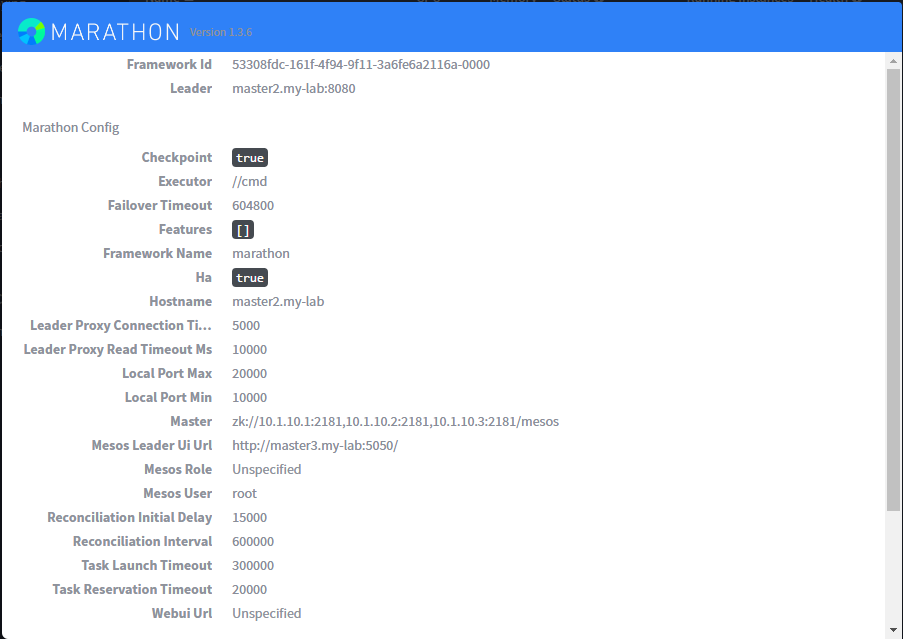 MARATHON Version 1.3.6
Framework Id 53308fdc-161f-4f94-9f11-3a6fe6a2116a-0000
Leader master2.my-lab:8080
Marathon Config
Checkpoint true
Executor //cmd
Failover Timeout 604800
Features []
Framework Name marathon
Ha true
Hostname master2.my-lab
Leader Proxy Connection Ti... 5000
Leader Proxy Read Timeout Ms 10000
Local Port Max 20000
Local Port Min 10000
Master zk://10.1.10.1:2181,10.1.10.2:2181,10.1.10.3:2181/mesos
Mesos Leader Ui Url http://master3.my-lab:5050/
Mesos Role Unspecified
Mesos User root
Reconciliation Initial Delay 15000
Reconciliation Interval 600000
Task Launch Timeout 300000
Task Reservation Timeout 20000
Webui Url Unspecified